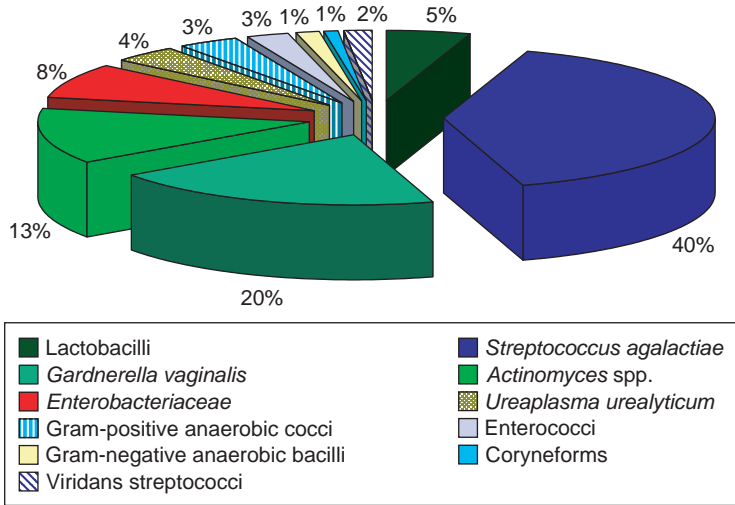 3%
3%
1%
1%
2%
5%
4%
8%
13%
20%
40%
Lactobacilli
Streptococcus agalactiae
Gardnerella vaginalis
Actinomyces spp.
Enterobacteriaceae
Ureaplasma urealyticum
Gram-positive anaerobic cocci
Enterococci
Gram-negative anaerobic bacilli
Coryneforms
Viridans streptococci